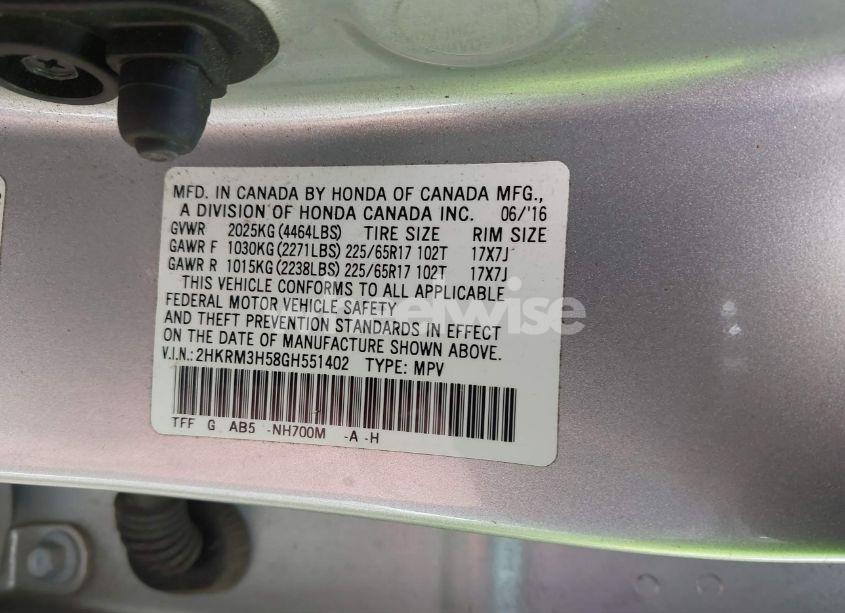 MFD. IN CANADA BY HONDA OF CANADA MFG.,
A DIVISION OF HONDA CANADA INC. 06/'16
GVWR 2025KG(4464LBS) TIRE SIZE RIM SIZE
GAWR F 1030KG(2271LBS) 225/65R17 102T 17X7J
GAWR R 1015KG(2238LBS) 225/65R17 102T 17X7J
THIS VEHICLE CONFORMS TO ALL APPLICABLE
FEDERAL MOTOR VEHICLE SAFETY
AND THEFT PREVENTION STANDARDS IN EFFECT
ON THE DATE OF MANUFACTURE SHOWN ABOVE.
V.I.N.: 2HKRM3H58GH551402 TYPE: MPV
TFF G AB5 -NH700M -A -H